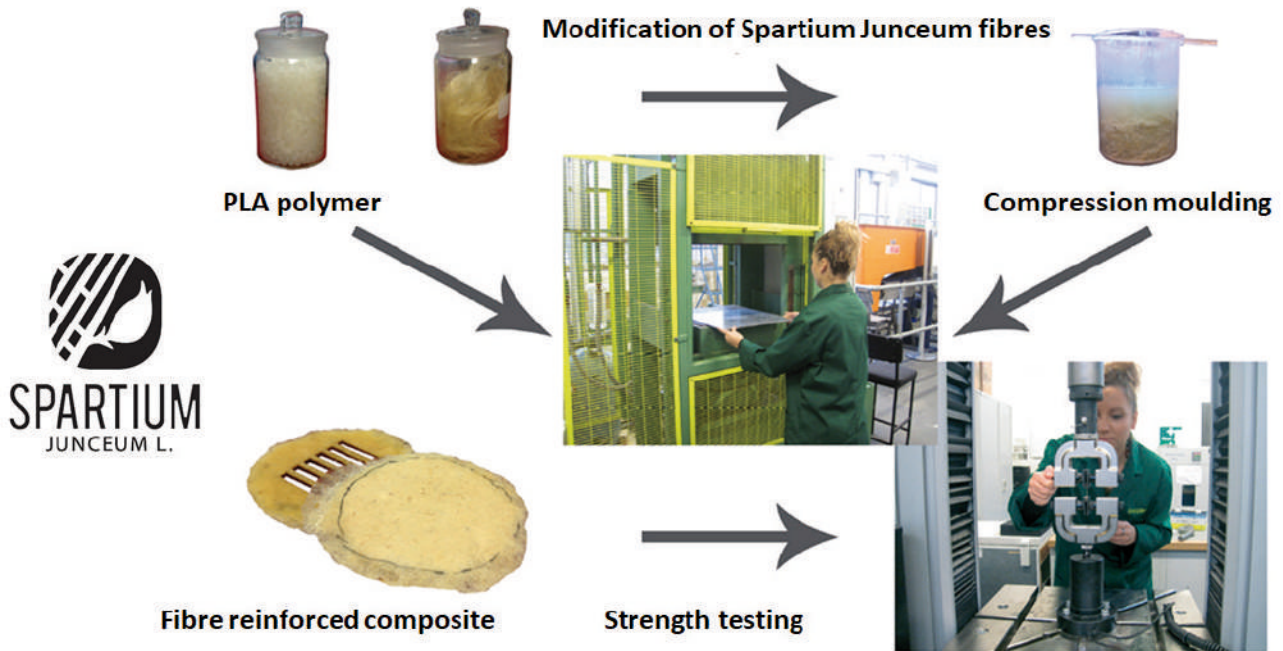 Modification of Spartium Junceum fibres
PLA polymer
Compression moulding
SPARTIUM
JUNCEUM L.
Fibre reinforced composite
Strength testing